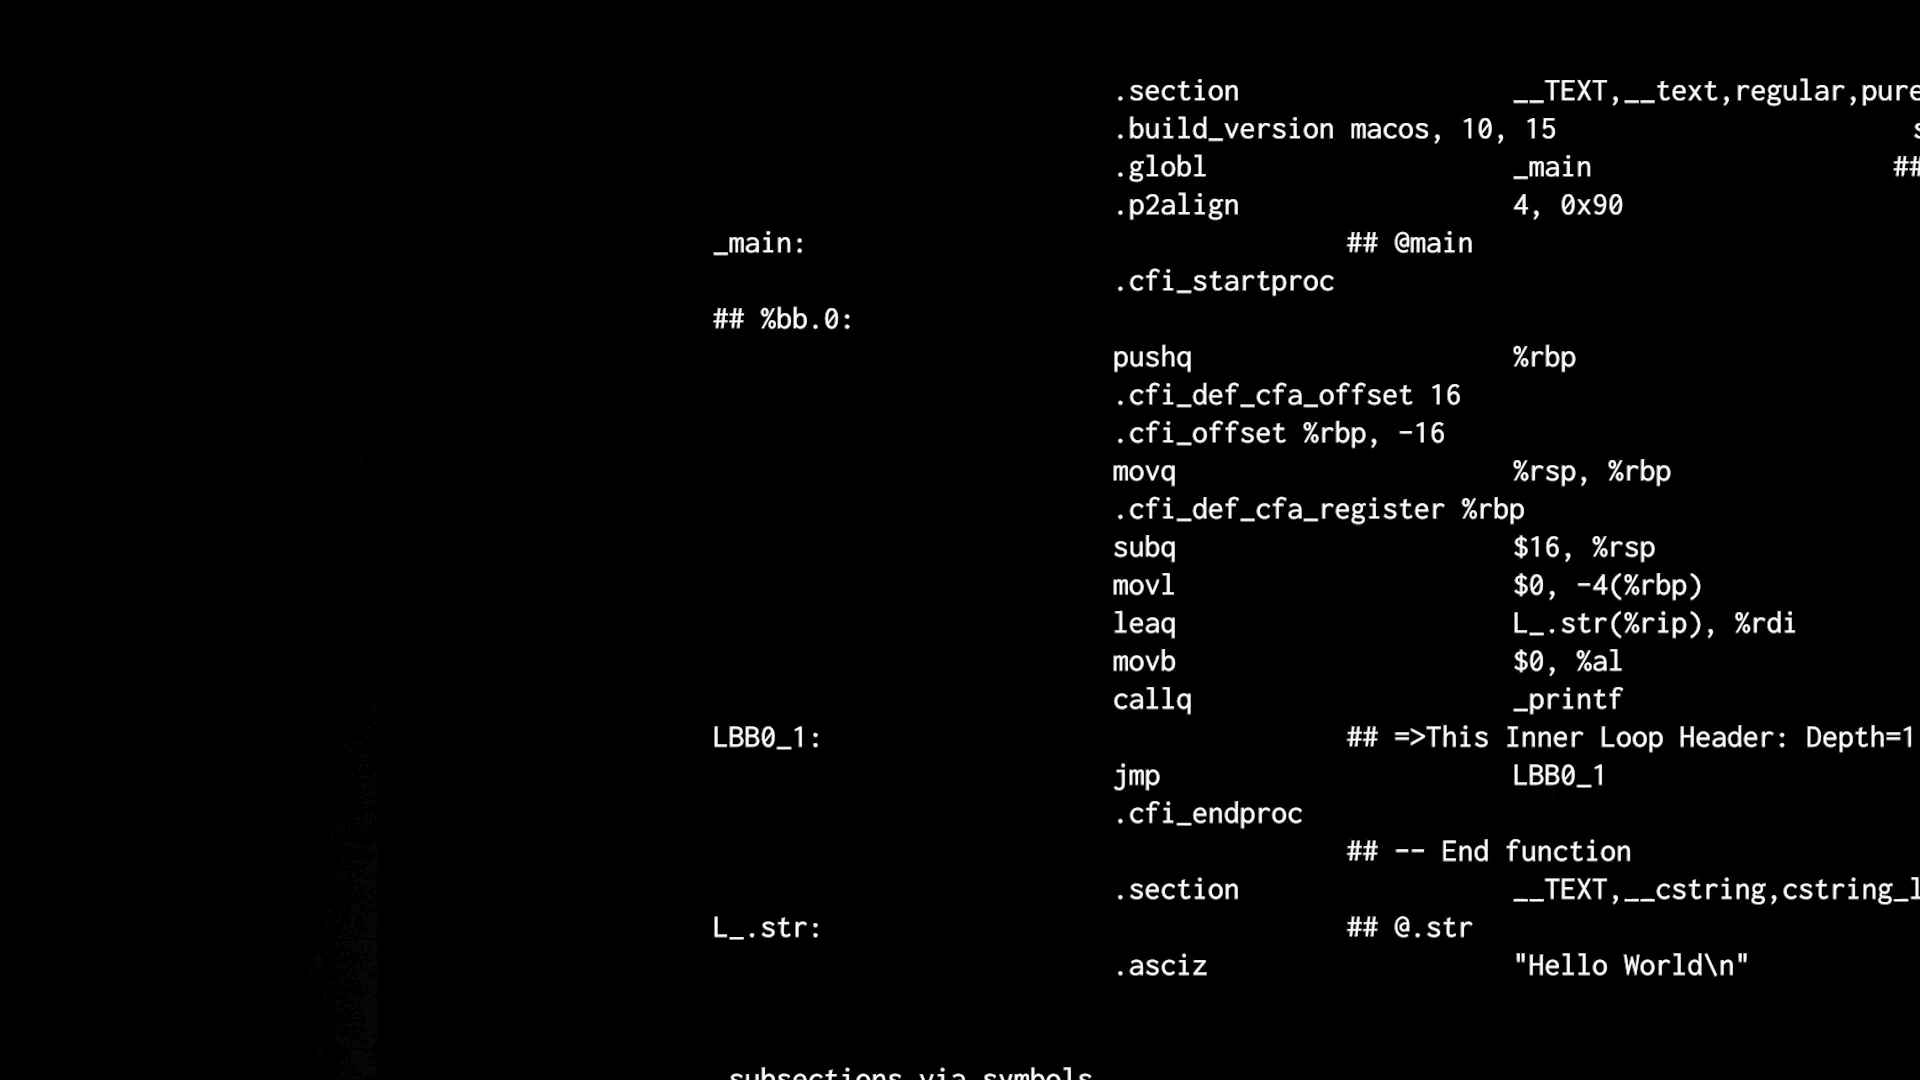 .section __TEXT,__text,regular,pure
.build_version macos, 10, 15 s
.globl _main ##
.p2align 4, 0x90
_main: ## @main
.cfi_startproc
## %bb.0:
pushq %rbp
.cfi_def_cfa_offset 16
.cfi_offset %rbp, -16
movq %rsp, %rbp
.cfi_def_cfa_register %rbp
subq $16, %rsp
movl $0, -4(%rbp)
leaq L_.str(%rip), %rdi
movb $0, %al
callq _printf
LBB0_1: ## =>This Inner Loop Header: Depth=1
jmp LBB0_1
.cfi_endproc
## -- End function
.section __TEXT,__cstring,cstring_l
L_.str: ## @.str
.asciz "Hello World\n"
.subsections_via_symbols